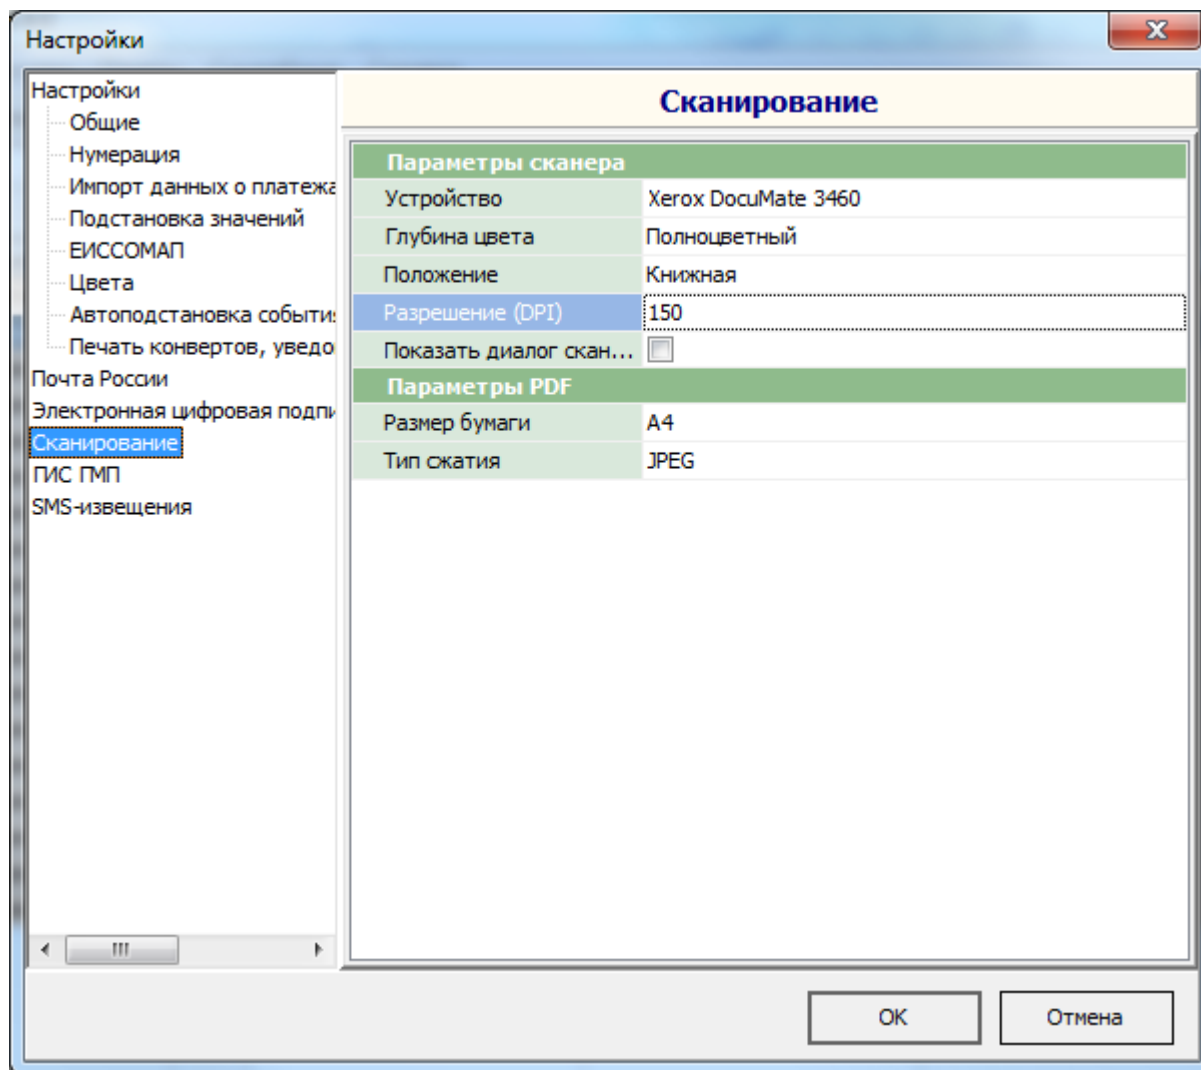 Настройки
Настройки
Общие
Нумерация
Импорт данных о платежа
Подстановка значений
ЕИССОМАП
Цвета
Автоподстановка события
Печать конвертов, уведо
Почта России
Электронная цифровая подпи
Сканирование
ГИС ГМП
SMS-извещения
Сканирование
Параметры сканера
Устройство Xerox DocuMate 3460
Глубина цвета Полноцветный
Положение Книжная
Разрешение (DPI) 150
Показать диалог скан...
Параметры PDF
Размер бумаги A4
Тип сжатия JPEG
OK Отмена